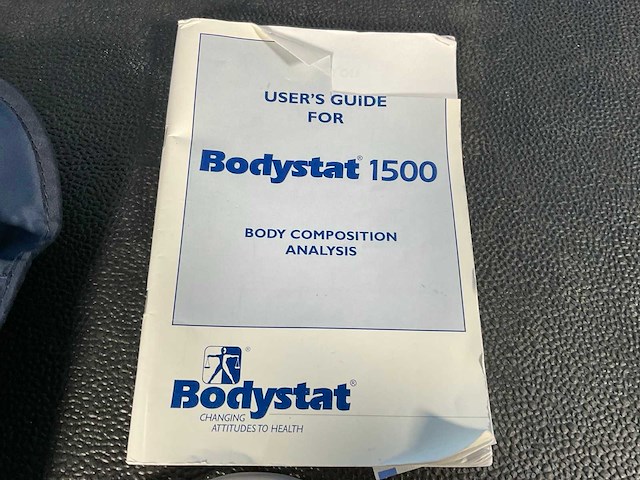 USER'S GUIDE
FOR
Bodystat® 1500
BODY COMPOSITION
ANALYSIS
®
Bodystat®
CHANGING
ATTITUDES TO HEALTH